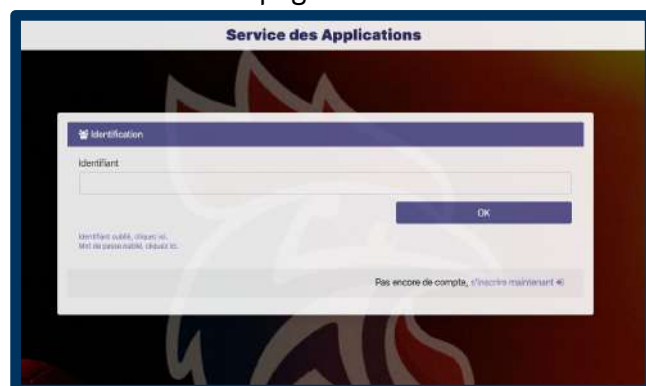 page
Service des Applications
Identification
Identifiant
OK
Identifiant oublié, cliquez ici.
Mot de passe oublié, cliquez ici.
Pas encore de compte, s'inscrire maintenant